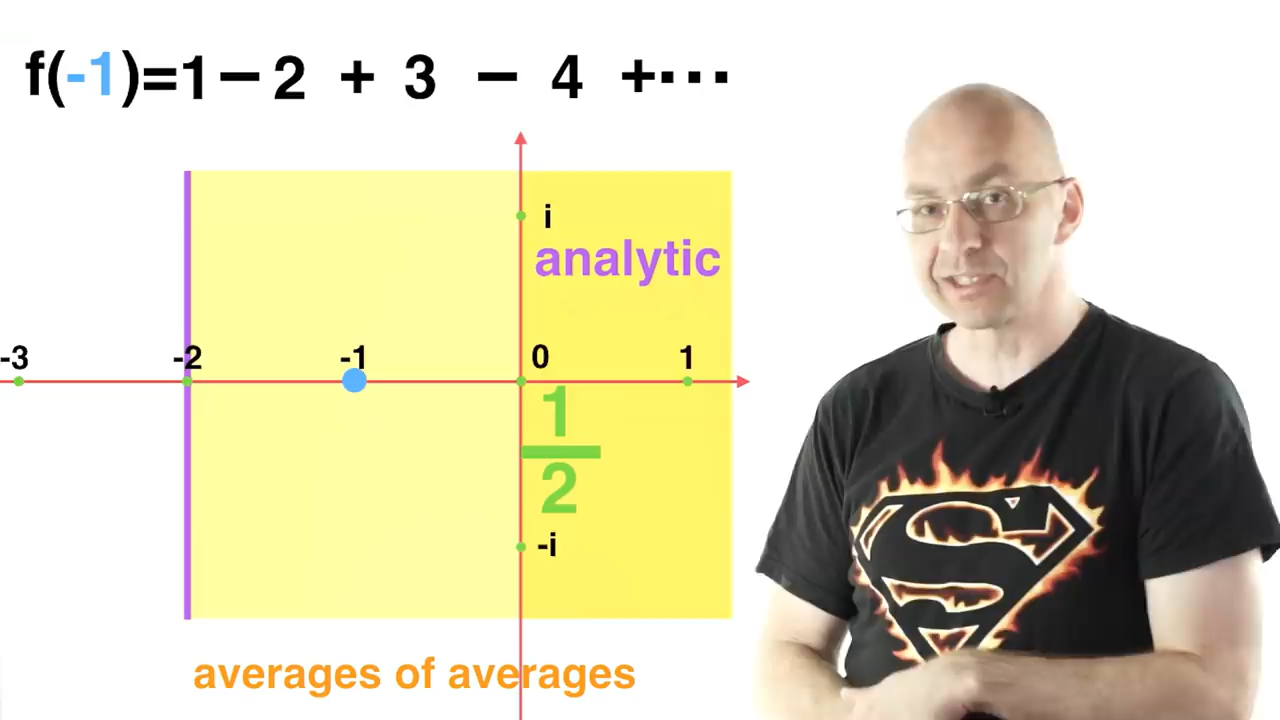 f(-1)=1−2 + 3 − 4 +···
i
analytic
-3 -2 -1 0 1
1
2
-i
averages of averages
S